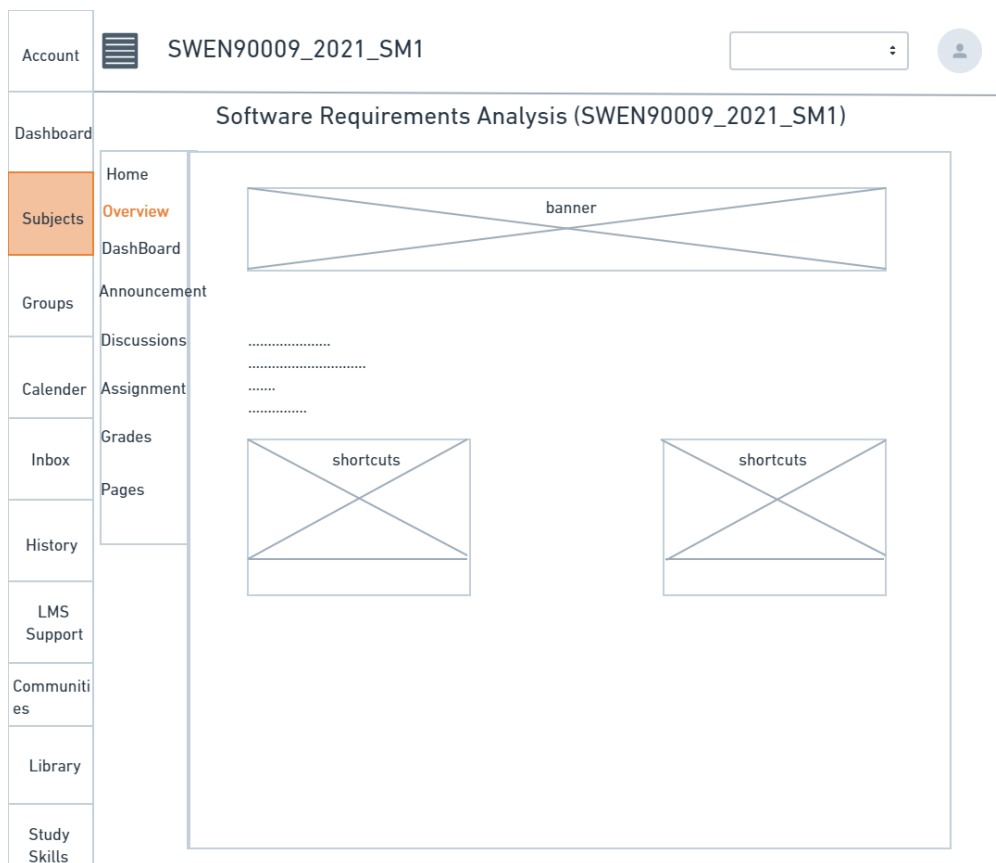 Account
SWEN90009_2021_SM1
Dashboard
Subjects
Groups
Calender
Inbox
History
LMS
Support
Communiti
es
Library
Study
Skills
Software Requirements Analysis (SWEN90009_2021_SM1)
Home
Overview
DashBoard
Announcement
Discussions
Assignment
Grades
Pages
banner
.....................
..............................
.......
...............
shortcuts
shortcuts